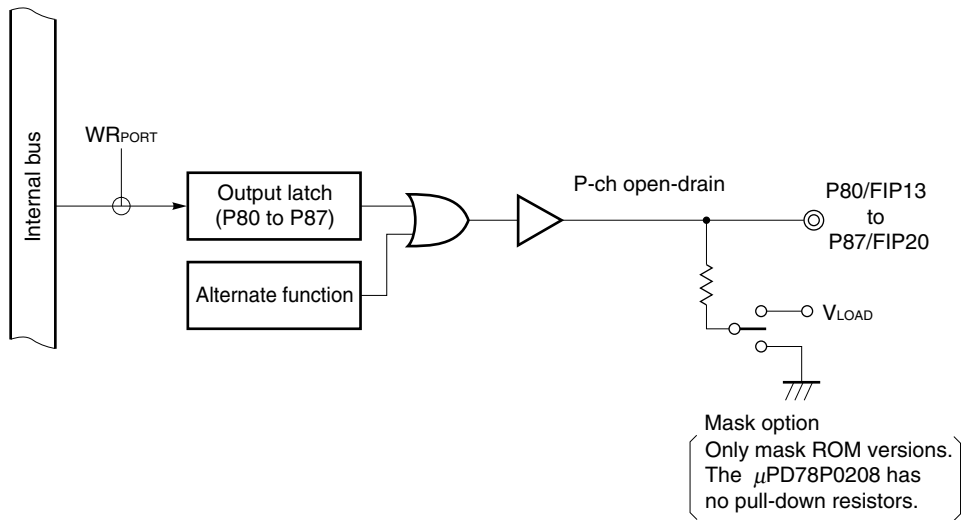 Internal bus
WRPORT
Output latch
(P80 to P87)
Alternate function
P-ch open-drain
P80/FIP13
to
P87/FIP20
VLOAD
Mask option
Only mask ROM versions.
The μPD78P0208 has
no pull-down resistors.